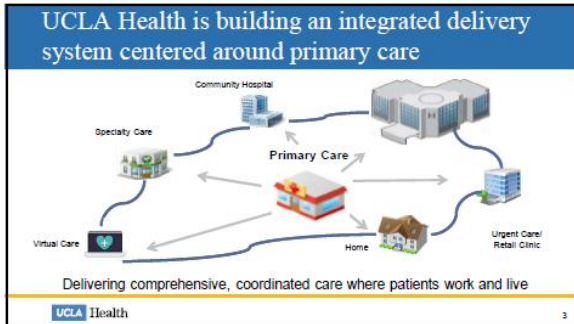 UCLA Health is building an integrated delivery
system centered around primary care
Community Hospital
Specialty Care
Primary Care
Virtual Care
Home
Urgent Care/
Retail Clinic
Delivering comprehensive, coordinated care where patients work and live
UCLA Health
3